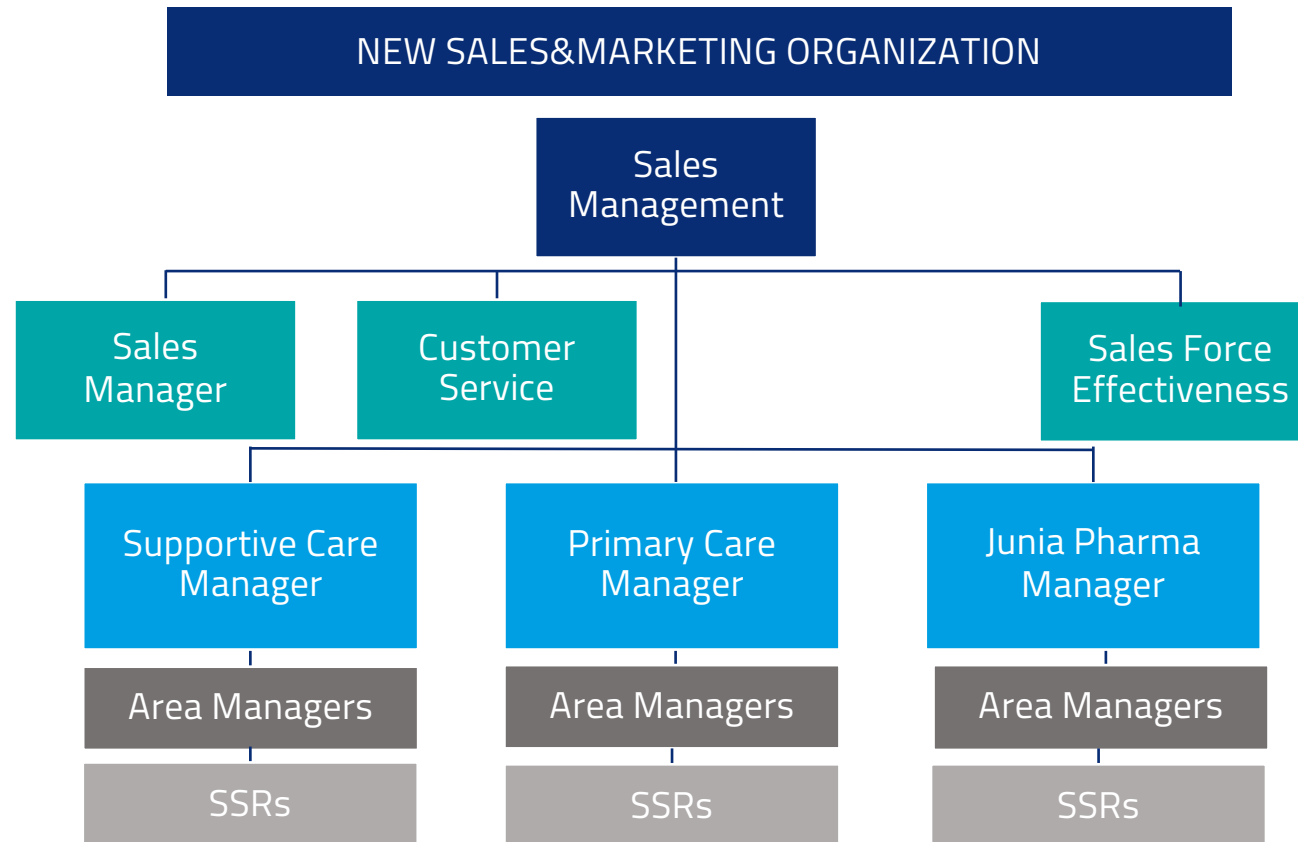 NEW SALES&MARKETING ORGANIZATION
Sales
Management
Sales
Manager
Customer
Service
Sales Force
Effectiveness
Supportive Care
Manager
Primary Care
Manager
Junia Pharma
Manager
Area Managers
Area Managers
Area Managers
SSRs
SSRs
SSRs